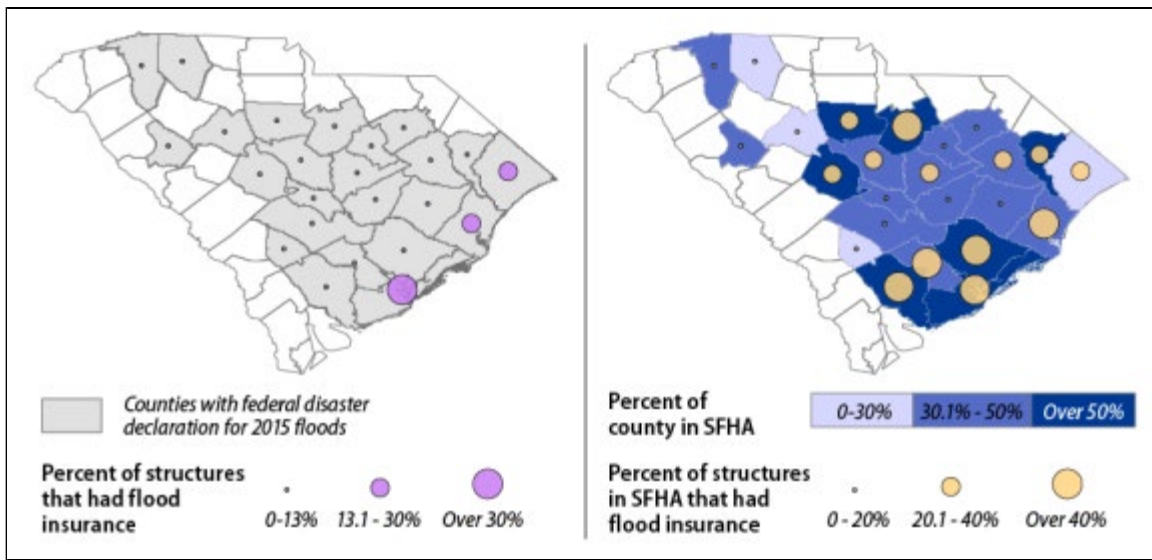 Counties with federal disaster
declaration for 2015 floods
Percent of structures
that had flood
insurance
0-13%
13.1 - 30%
Over 30%
Percent of
county in SFHA
0-30%
30.1% - 50%
Over 50%
Percent of structures
in SFHA that had
flood insurance
0 - 20%
20.1 - 40%
Over 40%